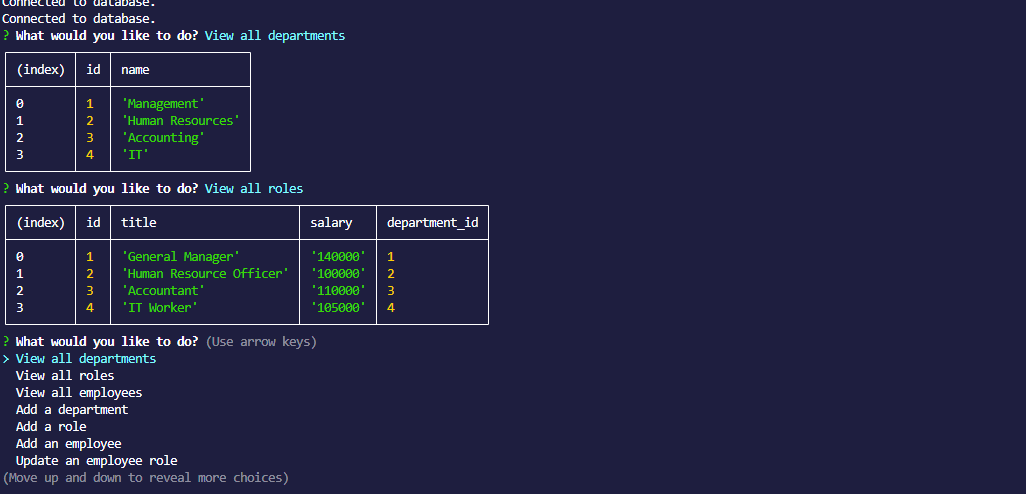 Connected to database.
Connected to database.
? What would you like to do? View all departments
(index) id name
0 1 'Management'
1 2 'Human Resources'
2 3 'Accounting'
3 4 'IT'
? What would you like to do? View all roles
(index) id title salary department_id
0 1 'General Manager' '140000' 1
1 2 'Human Resource Officer' '100000' 2
2 3 'Accountant' '110000' 3
3 4 'IT Worker' '105000' 4
? What would you like to do? (Use arrow keys)
> View all departments
View all roles
View all employees
Add a department
Add a role
Add an employee
Update an employee role
(Move up and down to reveal more choices)